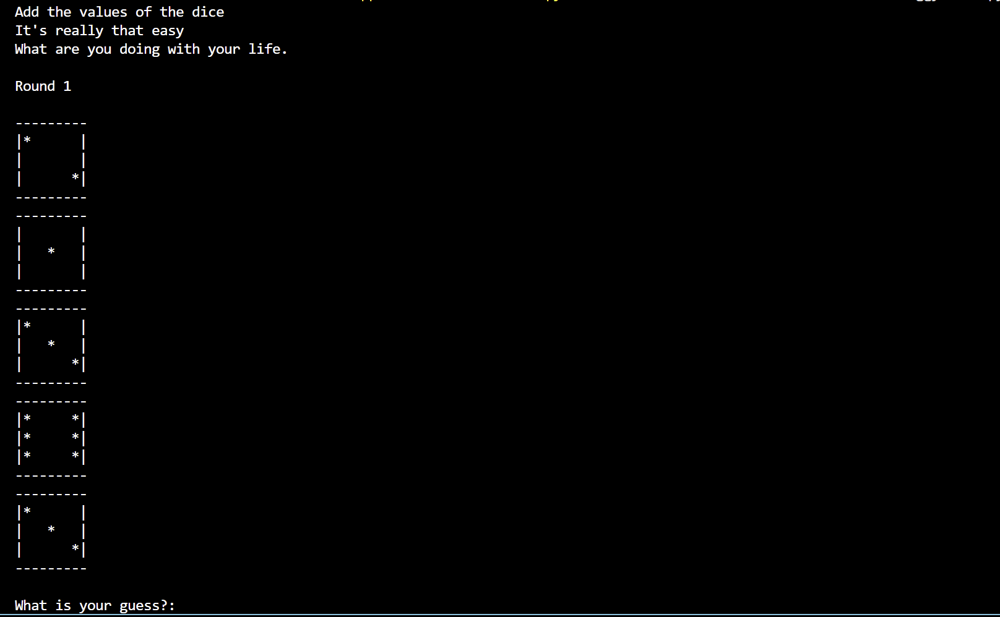 Add the values of the dice
It's really that easy
What are you doing with your life.
Round 1
---------
|*      |
|       |
|      *|
---------
---------
|       |
|   *   |
|       |
---------
---------
|*      |
|   *   |
|      *|
---------
---------
|*     *|
|*     *|
|*     *|
---------
---------
|*      |
|   *   |
|      *|
---------
What is your guess?: